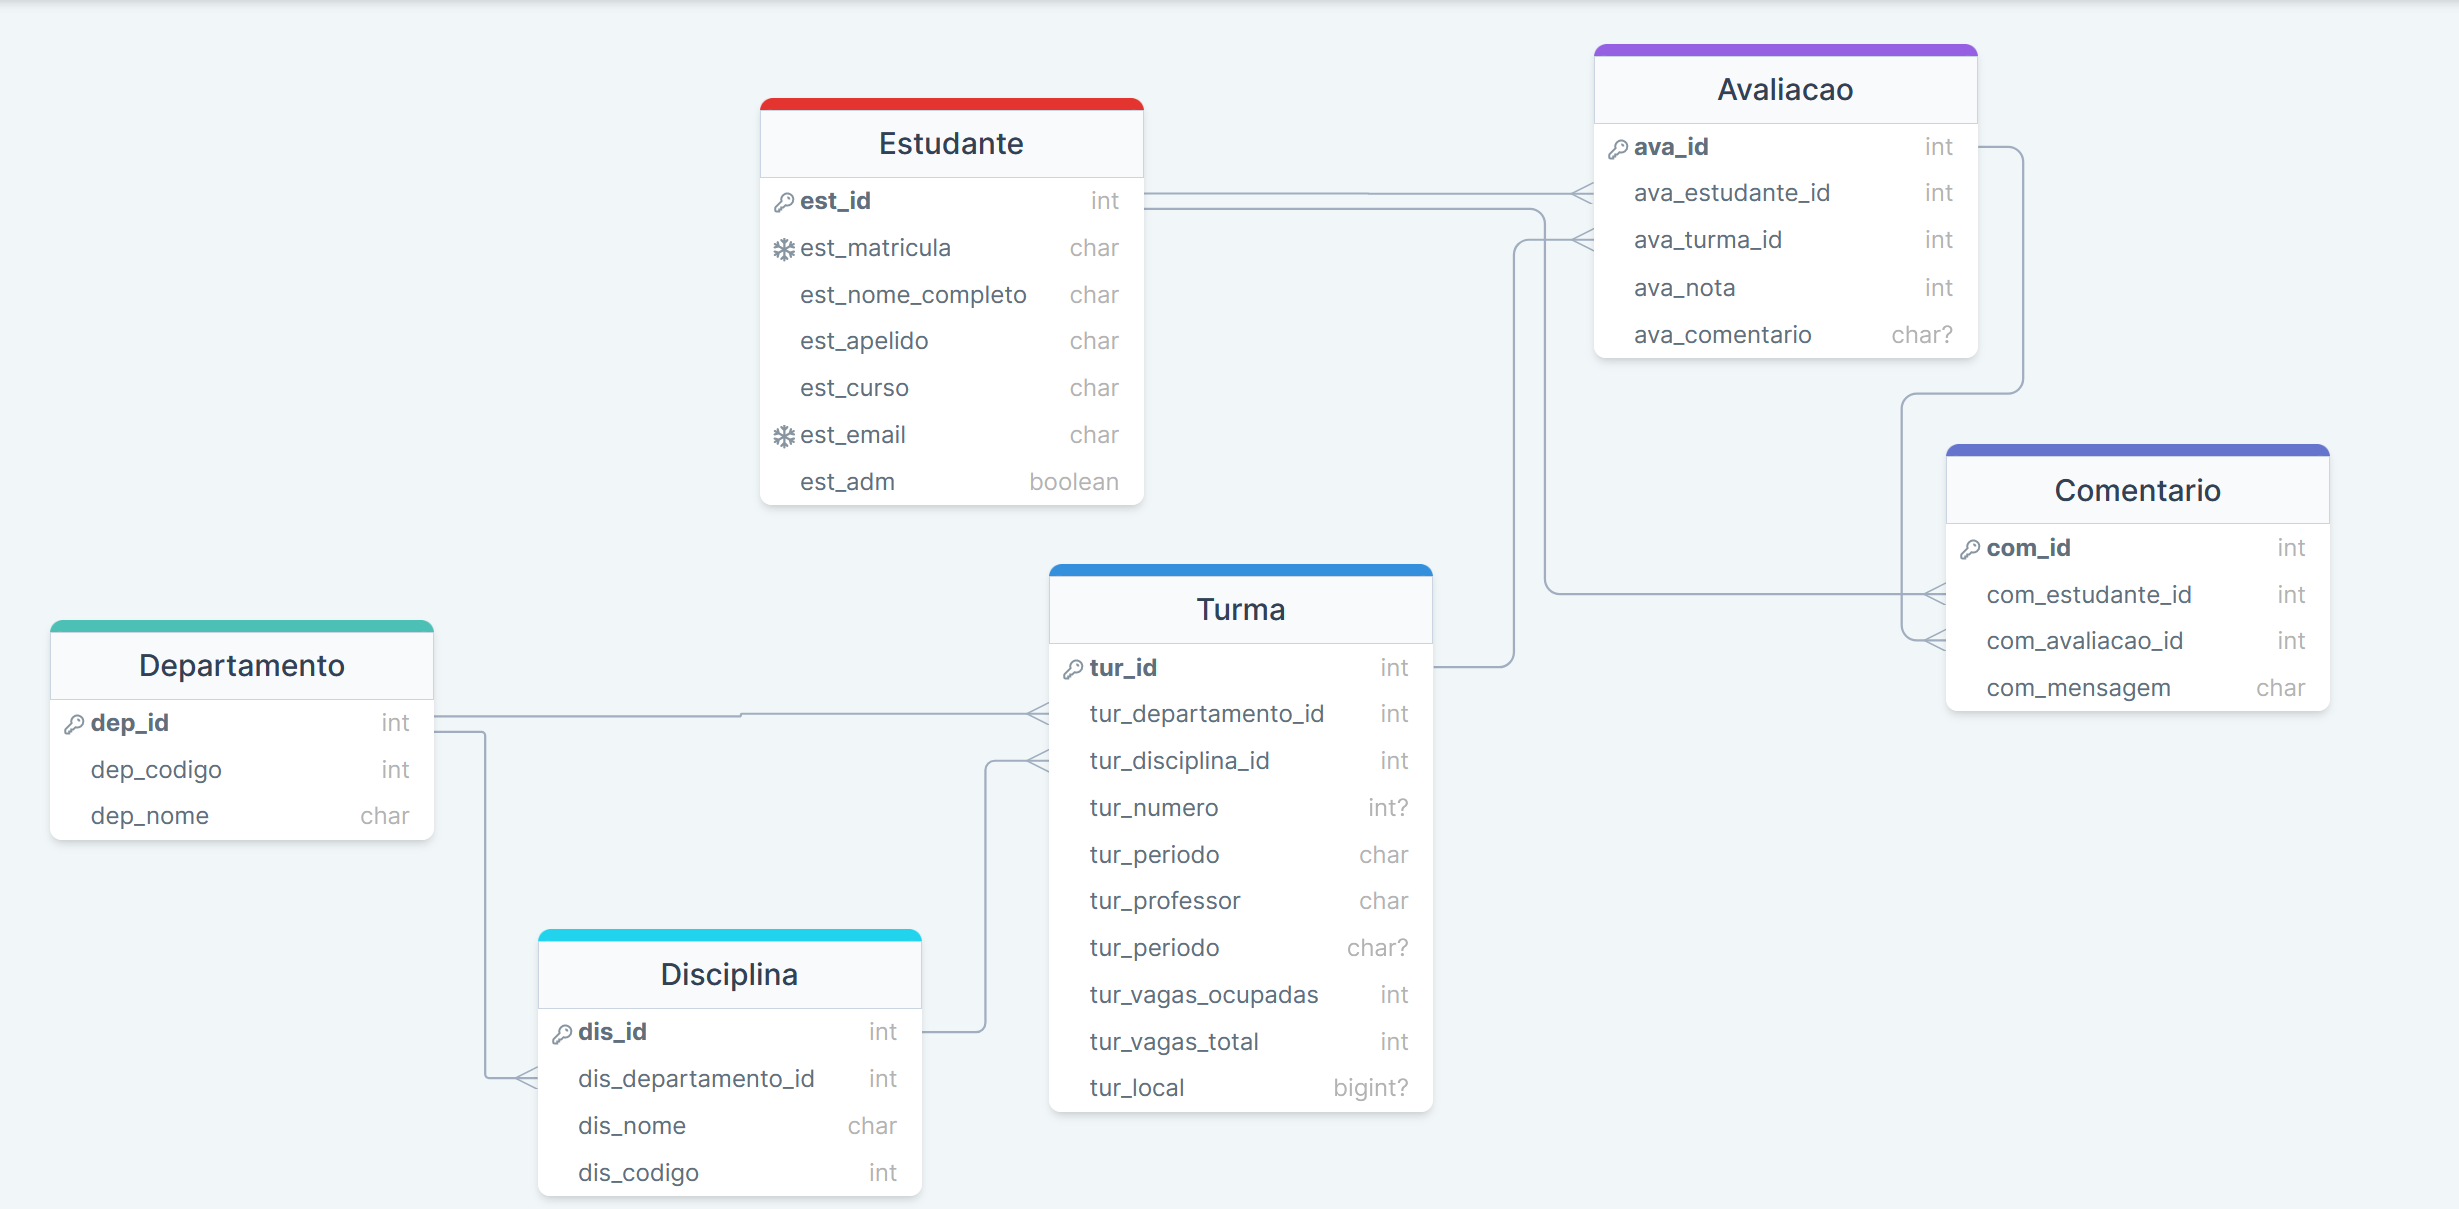 Estudante
est_id int
est_matricula char
est_nome_completo char
est_apelido char
est_curso char
est_email char
est_adm boolean
Avaliacao
ava_id int
ava_estudante_id int
ava_turma_id int
ava_nota int
ava_comentario char?
Comentario
com_id int
com_estudante_id int
com_avaliacao_id int
com_mensagem char
Departamento
dep_id int
dep_codigo int
dep_nome char
Turma
tur_id int
tur_departamento_id int
tur_disciplina_id int
tur_numero int?
tur_periodo char
tur_professor char
tur_periodo char?
tur_vagas_ocupadas int
tur_vagas_total int
tur_local bigint?
Disciplina
dis_id int
dis_departamento_id int
dis_nome char
dis_codigo int